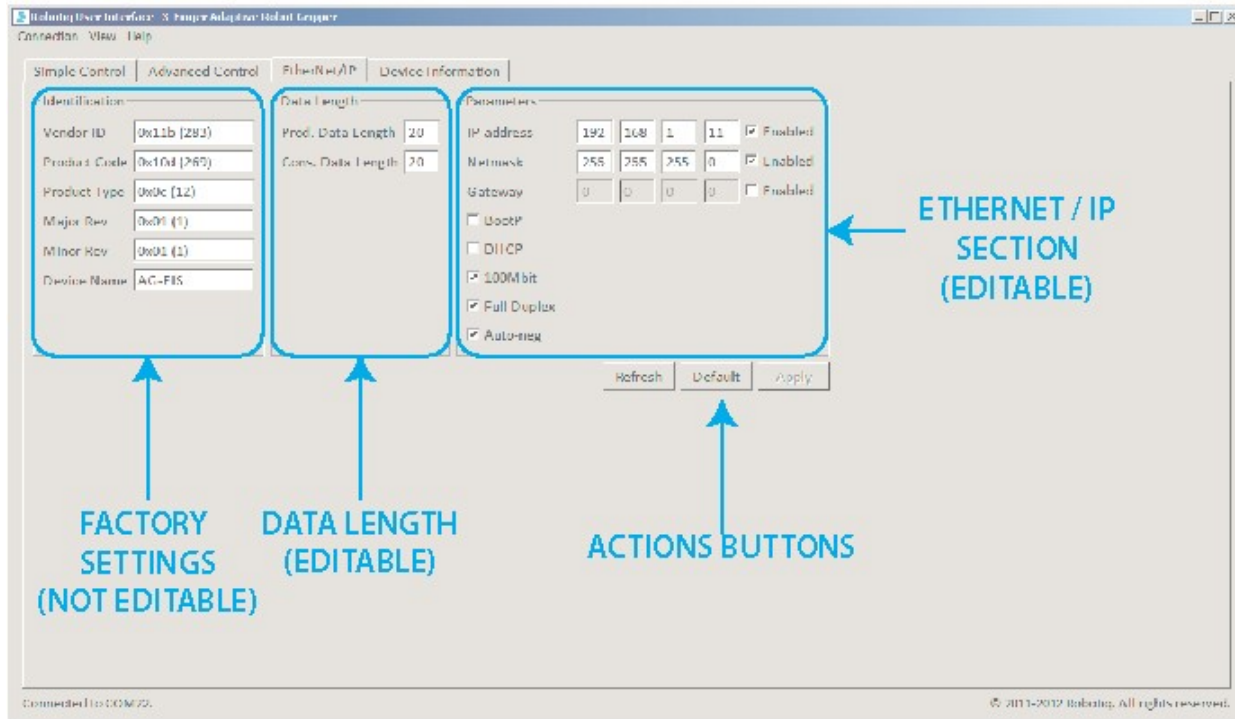 Robotiq User Interface - 3-Finger Adaptive Robot Gripper
Connection View Help
Simple Control Advanced Control EtherNet/IP Device Information
Identification
Vendor ID 0x11b (283)
Product Code 0x10d (269)
Product Type 0x0c (12)
Major Rev 0x01 (1)
Minor Rev 0x01 (1)
Device Name AG-EIS
Data Length
Prod. Data Length 20
Cons. Data Length 20
Parameters
IP address 192 168 1 11 Enabled
Netmask 255 255 255 0 Enabled
Gateway 0 0 0 0 Enabled
BootP
DHCP
100Mbit
Full Duplex
Auto-neg
Refresh Default Apply
ETHERNET / IP
SECTION
(EDITABLE)
FACTORY
SETTINGS
(NOT EDITABLE)
DATA LENGTH
(EDITABLE)
ACTIONS BUTTONS
Connected to COM22.
© 2011-2012 Robotiq. All rights reserved.